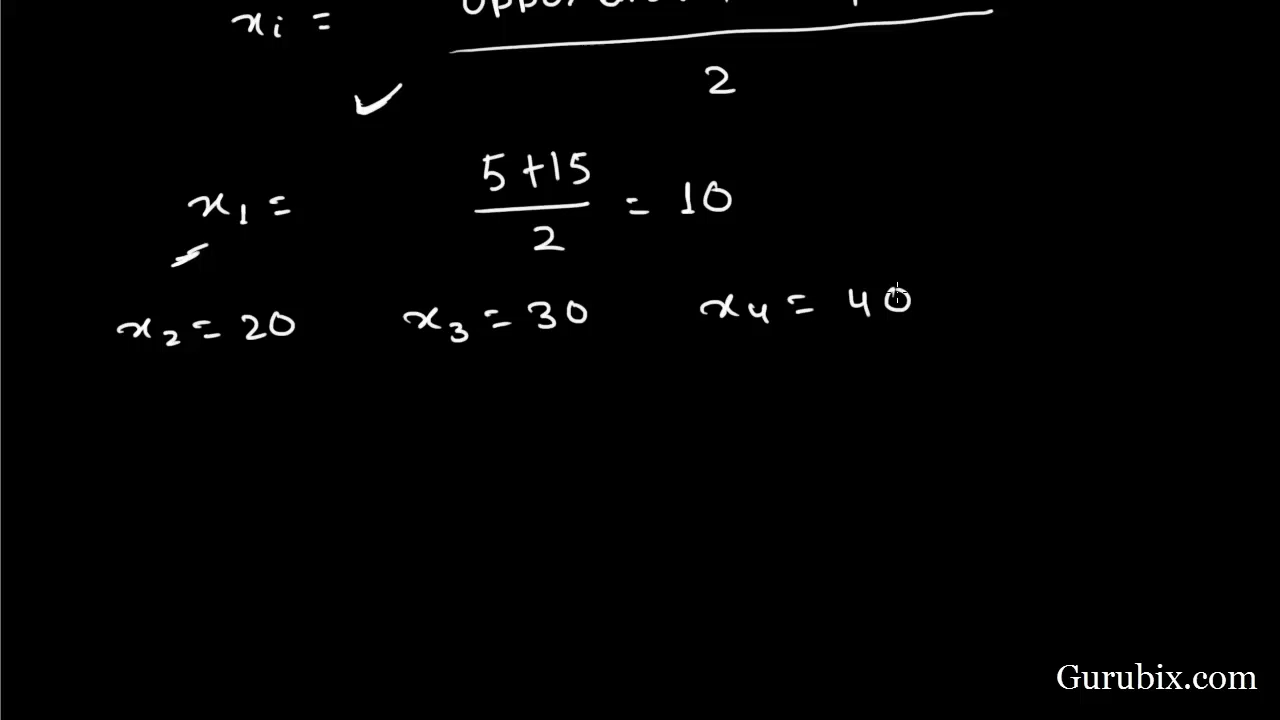 xᵢ =
2
x₁ = 5+15 / 2 = 10
x₂ = 20 x₃ = 30 x₄ = 40
Gurubix.com